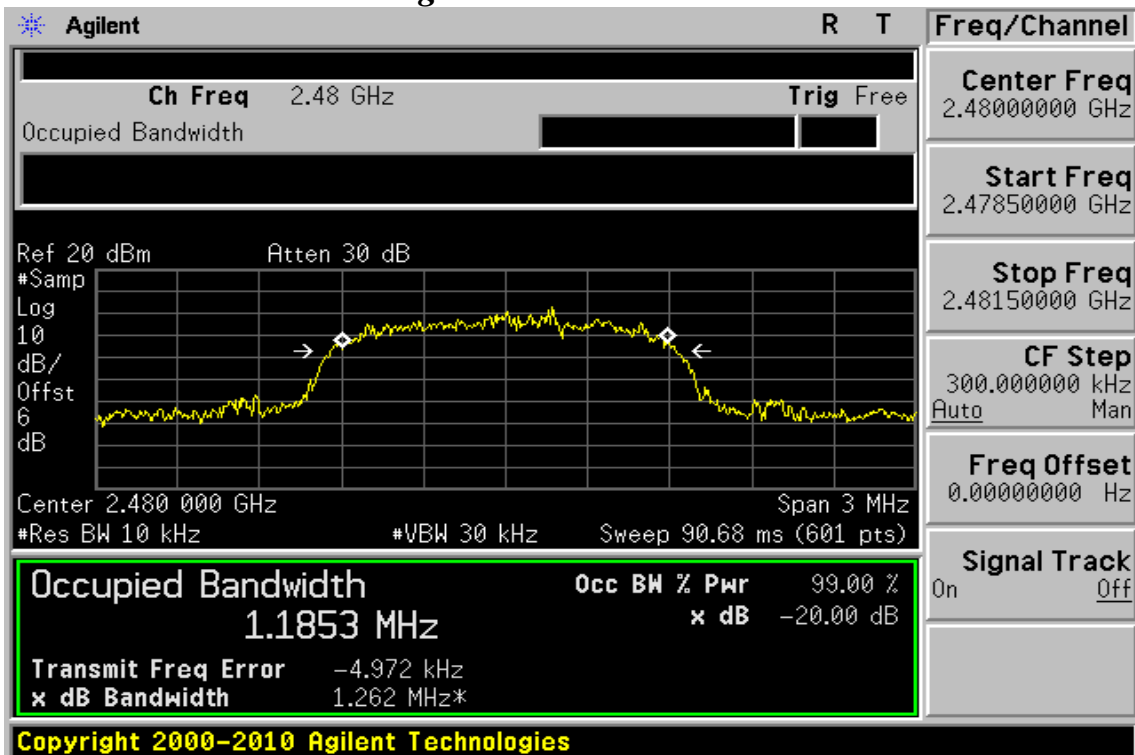 Agilent
R T
Freq/Channel
Ch Freq 2.48 GHz
Trig Free
Occupied Bandwidth
Center Freq
2.48000000 GHz
Start Freq
2.47850000 GHz
Stop Freq
2.48150000 GHz
CF Step
300.000000 kHz
Auto Man
Freq Offset
0.00000000 Hz
Signal Track
On Off
Ref 20 dBm
Atten 30 dB
#Samp
Log
10
dB/
Offst
6
dB
Center 2.480 000 GHz
Span 3 MHz
#Res BW 10 kHz
#VBW 30 kHz
Sweep 90.68 ms (601 pts)
Occupied Bandwidth
1.1853 MHz
Occ BW % Pwr 99.00 %
x dB -20.00 dB
Transmit Freq Error -4.972 kHz
x dB Bandwidth 1.262 MHz*
Copyright 2000-2010 Agilent Technologies